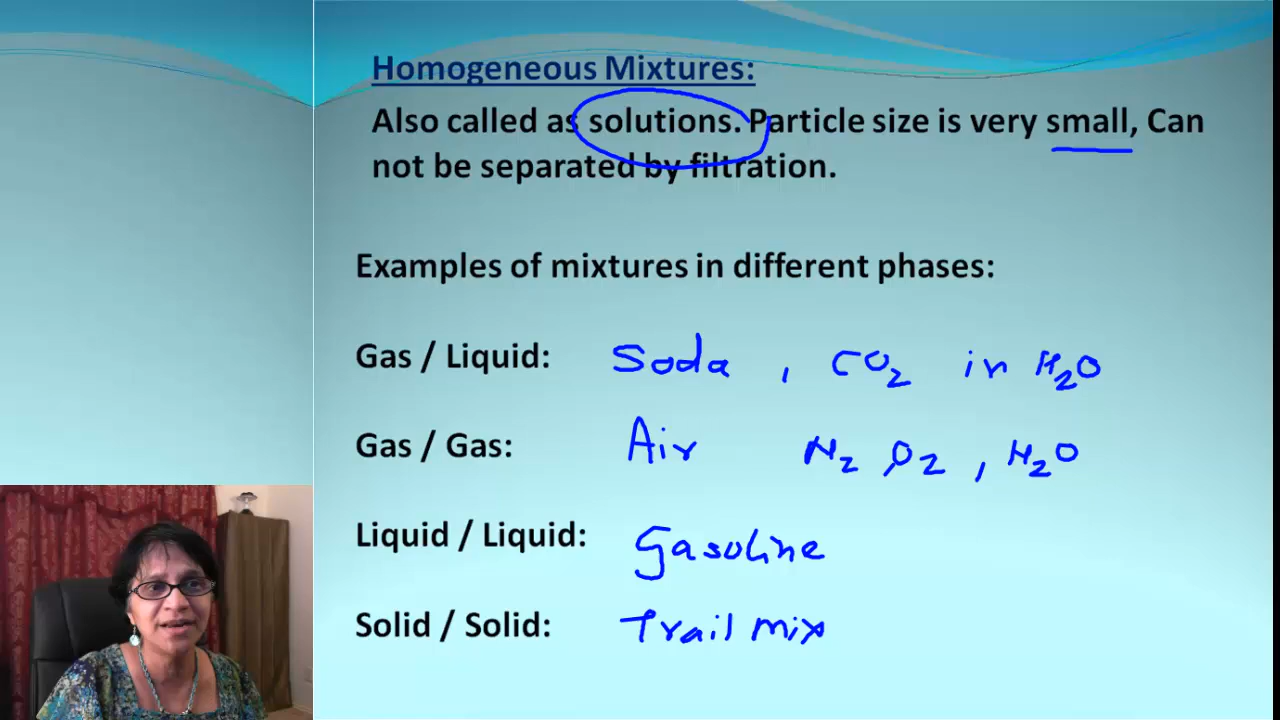 Homogeneous Mixtures:
Also called as solutions. Particle size is very small, Can
not be separated by filtration.
Examples of mixtures in different phases:
Gas / Liquid: Soda , CO2 in H2O
Gas / Gas: Air N2 O2 , H2O
Liquid / Liquid: Gasoline
Solid / Solid: Trail mix